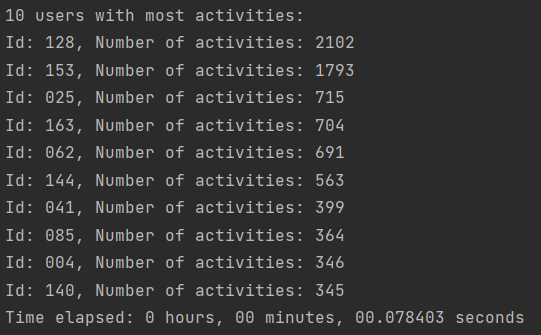 10 users with most activities:
Id: 128, Number of activities: 2102
Id: 153, Number of activities: 1793
Id: 025, Number of activities: 715
Id: 163, Number of activities: 704
Id: 062, Number of activities: 691
Id: 144, Number of activities: 563
Id: 041, Number of activities: 399
Id: 085, Number of activities: 364
Id: 004, Number of activities: 346
Id: 140, Number of activities: 345
Time elapsed: 0 hours, 00 minutes, 00.078403 seconds